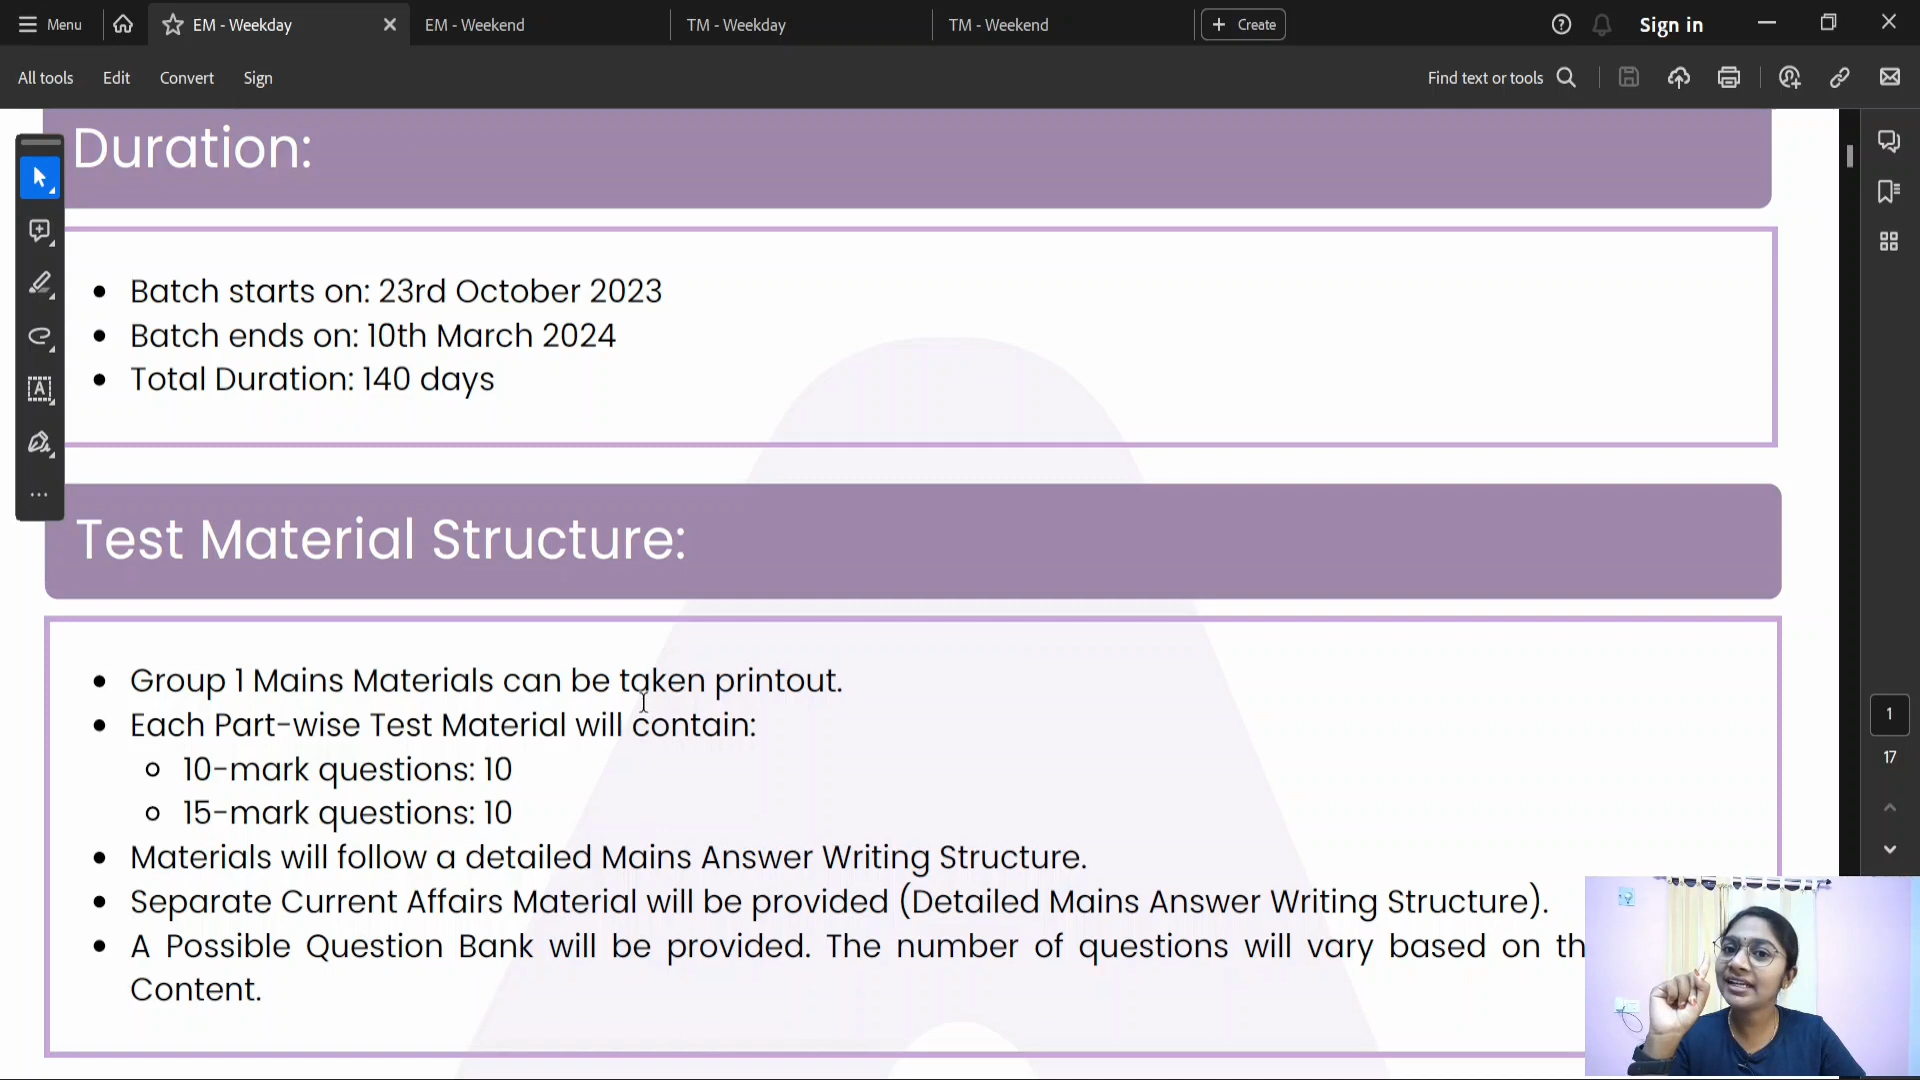 Menu
EM - Weekday
EM - Weekend
TM - Weekday
TM - Weekend
Create
Sign in
All tools
Edit
Convert
Sign
Find text or tools
Duration:
Batch starts on: 23rd October 2023
Batch ends on: 10th March 2024
Total Duration: 140 days
Test Material Structure:
Group 1 Mains Materials can be taken printout.
Each Part-wise Test Material will contain:
10-mark questions: 10
15-mark questions: 10
Materials will follow a detailed Mains Answer Writing Structure.
Separate Current Affairs Material will be provided (Detailed Mains Answer Writing Structure).
A Possible Question Bank will be provided. The number of questions will vary based on th
Content.
1
17